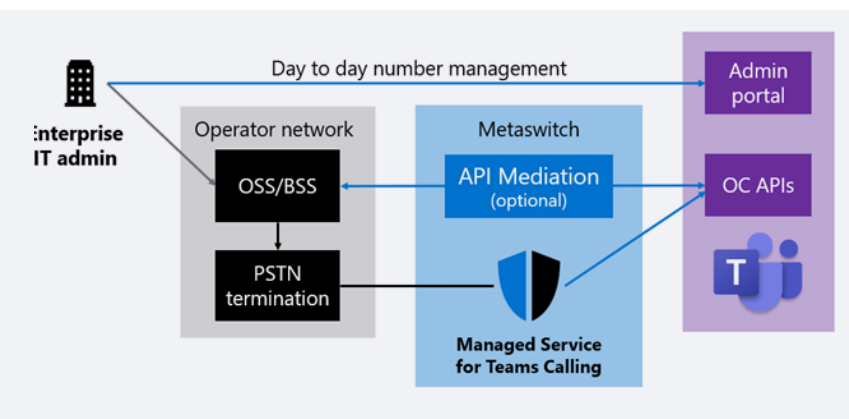 Day to day number management
Enterprise
IT admin
Operator network
OSS/BSS
PSTN
termination
Metaswitch
API Mediation
(optional)
Managed Service
for Teams Calling
Admin
portal
OC APIs
T